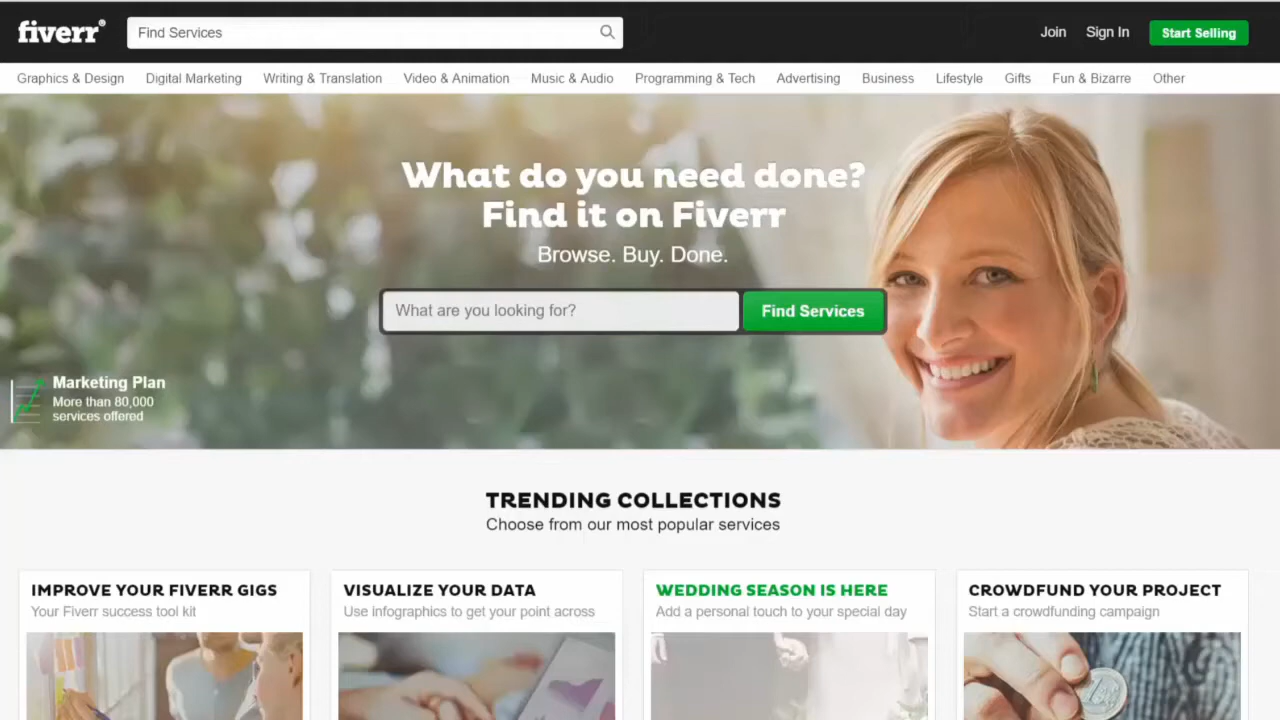 fiverr®
Find Services
Join
Sign In
Start Selling
Graphics & Design
Digital Marketing
Writing & Translation
Video & Animation
Music & Audio
Programming & Tech
Advertising
Business
Lifestyle
Gifts
Fun & Bizarre
Other
What do you need done?
Find it on Fiverr
Browse. Buy. Done.
What are you looking for?
Find Services
Marketing Plan
More than 80,000
services offered
TRENDING COLLECTIONS
Choose from our most popular services
IMPROVE YOUR FIVERR GIGS
Your Fiverr success tool kit
VISUALIZE YOUR DATA
Use infographics to get your point across
WEDDING SEASON IS HERE
Add a personal touch to your special day
CROWDFUND YOUR PROJECT
Start a crowdfunding campaign